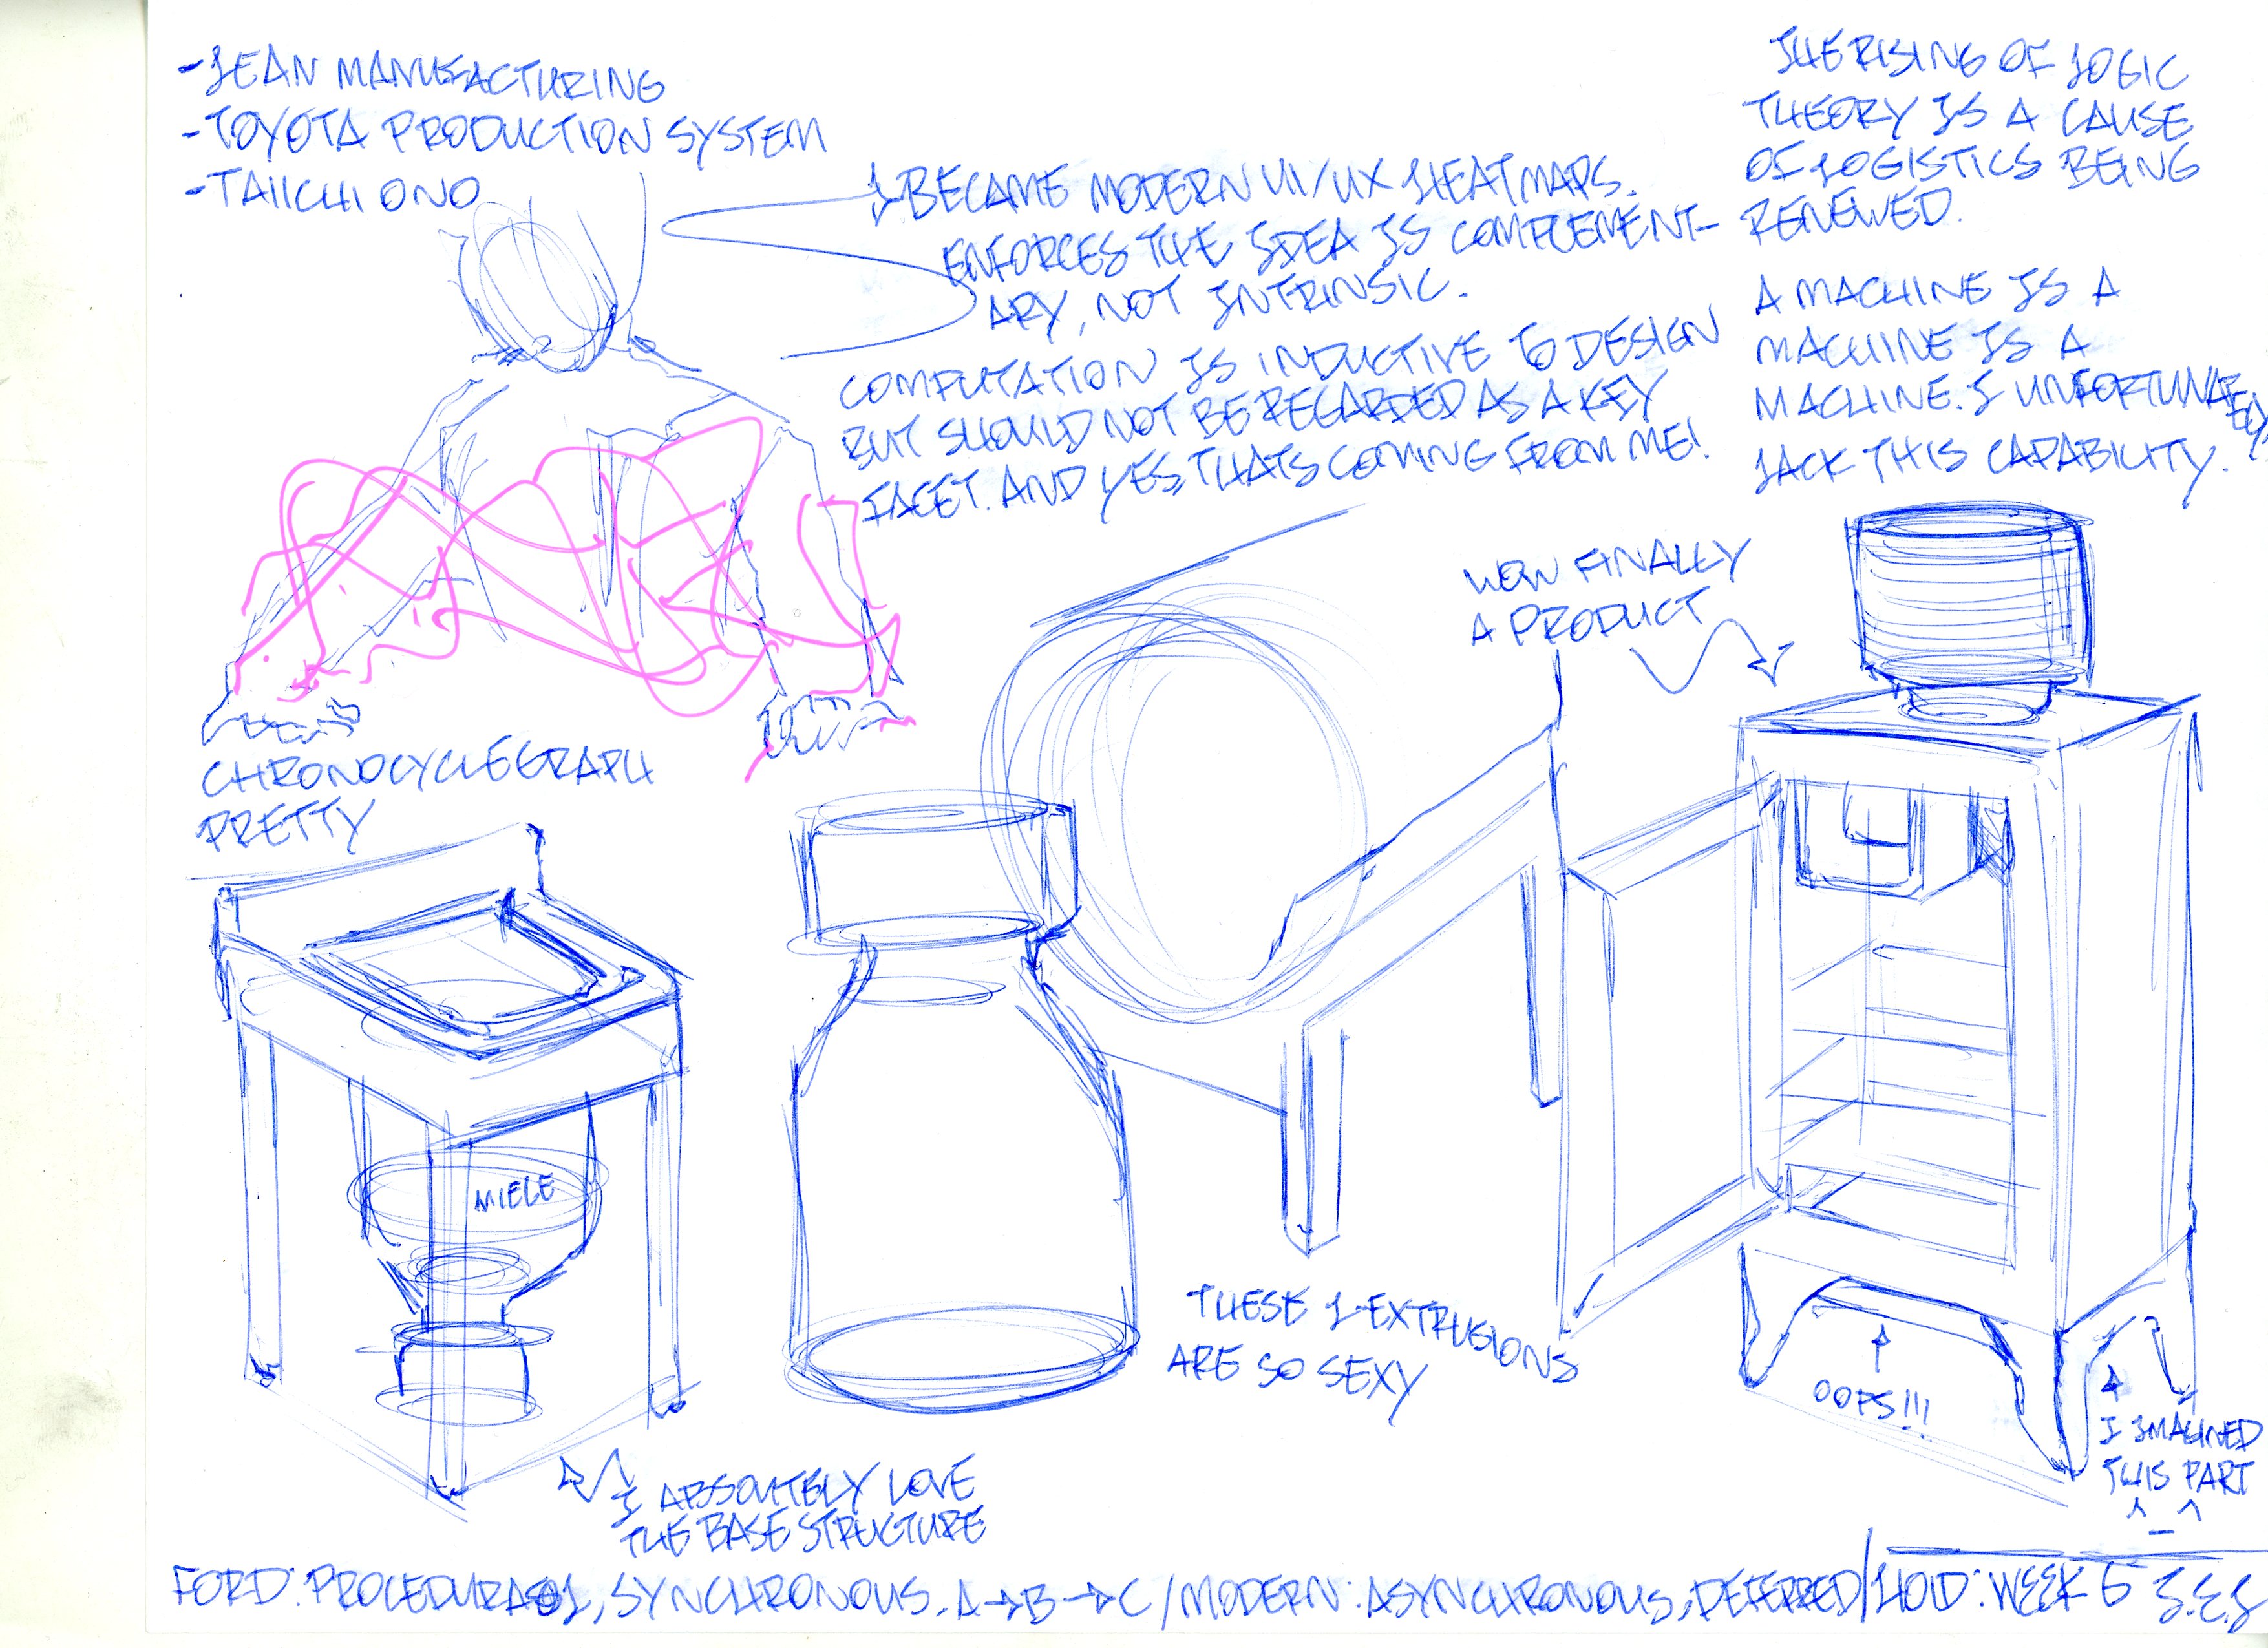 -LEAN MANUFACTURING
-TOYOTA PRODUCTION SYSTEM
-TAIICHI ONO
BECAME MODERN UI/UX HEATMAPS.
ENFORCES THE IDEA IS COMPLEMENT-
ARY, NOT INTRINSIC.
COMPUTATION IS INDUCTIVE TO DESIGN
BUT SHOULD NOT BE REGARDED AS A KEY
FACET. AND YES, THATS COMING FROM ME!
THE RISING OF LOGIC
THEORY IS A CAUSE
OF LOGISTICS BEING
RENEWED.
A MACHINE IS A
MACHINE IS A
MACHINE. I UNFORTUNATELY,
LACK THIS CAPABILITY.
WOW FINALLY
A PRODUCT
CHRONOCYCLEGRAPH
PRETTY
MIELE
THESE L-EXTRUSIONS
ARE SO SEXY
OOPS!!!
I IMAGINED
THIS PART
^_^
I ABSOLUTELY LOVE
THE BASE STRUCTURE
FORD: PROCEDURAL, SYNCHRONOUS. A→B→C / MODERN: ASYNCHRONOUS, DEFERRED / HOID: WEEK 5